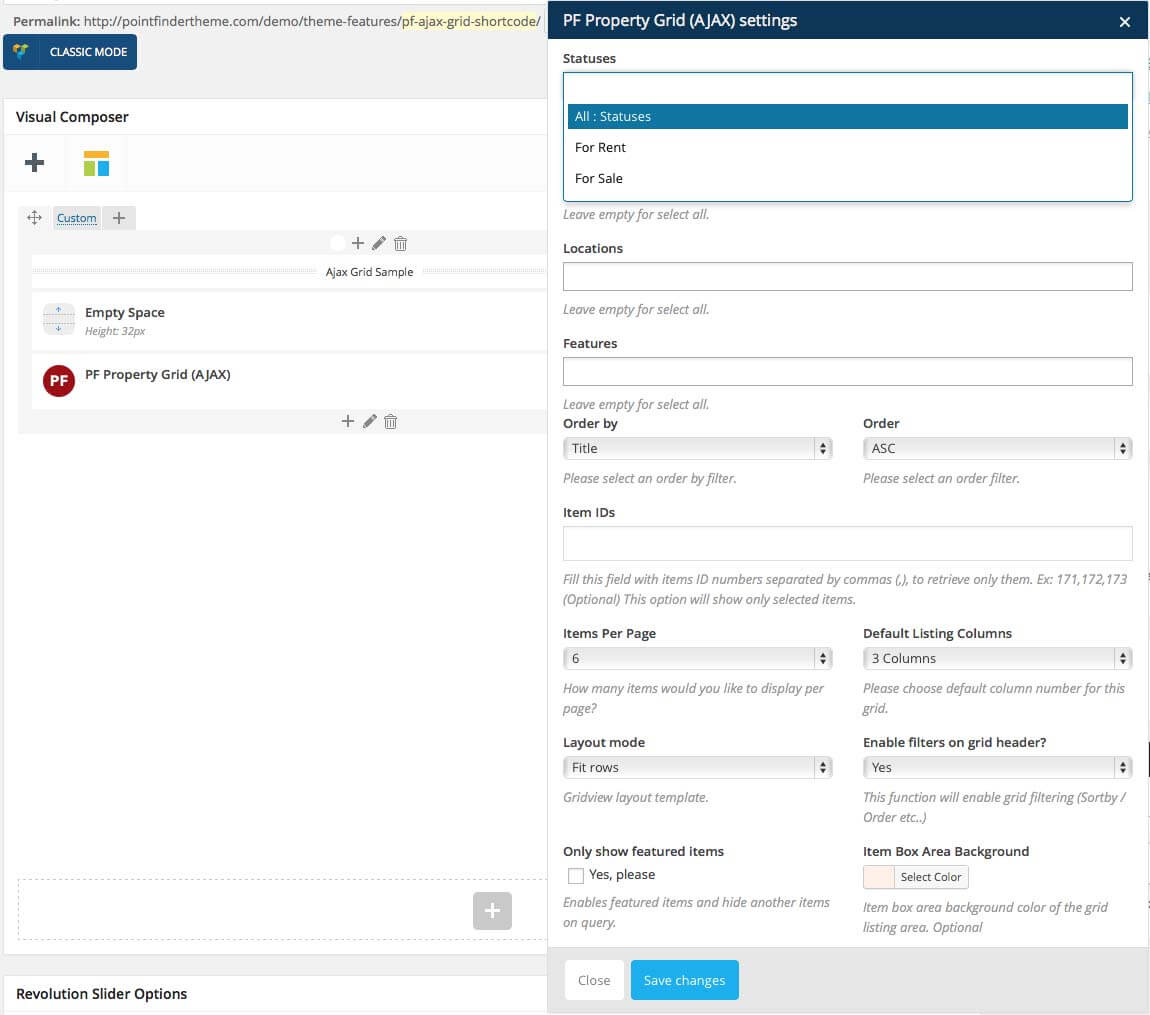 Permalink: http://pointfindertheme.com/demo/theme-features/pf-ajax-grid-shortcode/
CLASSIC MODE
Visual Composer
Custom
Ajax Grid Sample
Empty Space
Height: 32px
PF
PF Property Grid (AJAX)
Revolution Slider Options
PF Property Grid (AJAX) settings
Statuses
All : Statuses
For Rent
For Sale
Leave empty for select all.
Locations
Leave empty for select all.
Features
Leave empty for select all.
Order by
Order
Title
ASC
Please select an order by filter.
Please select an order filter.
Item IDs
Fill this field with items ID numbers separated by commas (,), to retrieve only them. Ex: 171,172,173
(Optional) This option will show only selected items.
Items Per Page
Default Listing Columns
6
3 Columns
How many items would you like to display per
page?
Please choose default column number for this
grid.
Layout mode
Enable filters on grid header?
Fit rows
Yes
Gridview layout template.
This function will enable grid filtering (Sortby /
Order etc..)
Only show featured items
Item Box Area Background
Yes, please
Select Color
Enables featured items and hide another items
on query.
Item box area background color of the grid
listing area. Optional
Close
Save changes